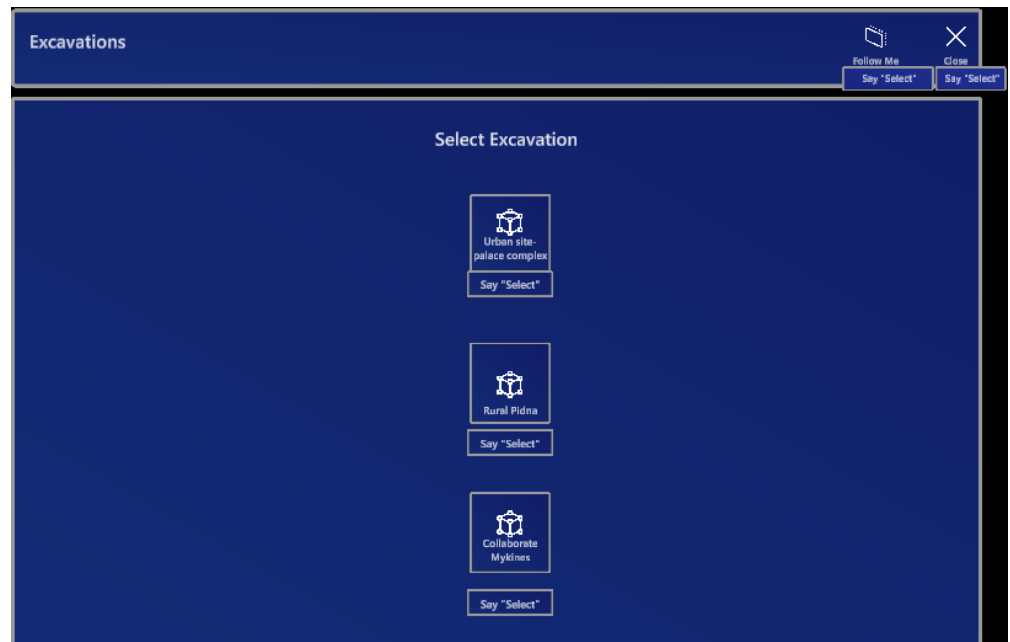 Excavations
Follow Me
Close
Say "Select"
Say "Select"
Select Excavation
Urban site-
palace complex
Say "Select"
Rural Pidna
Say "Select"
Collaborate
Mykines
Say "Select"